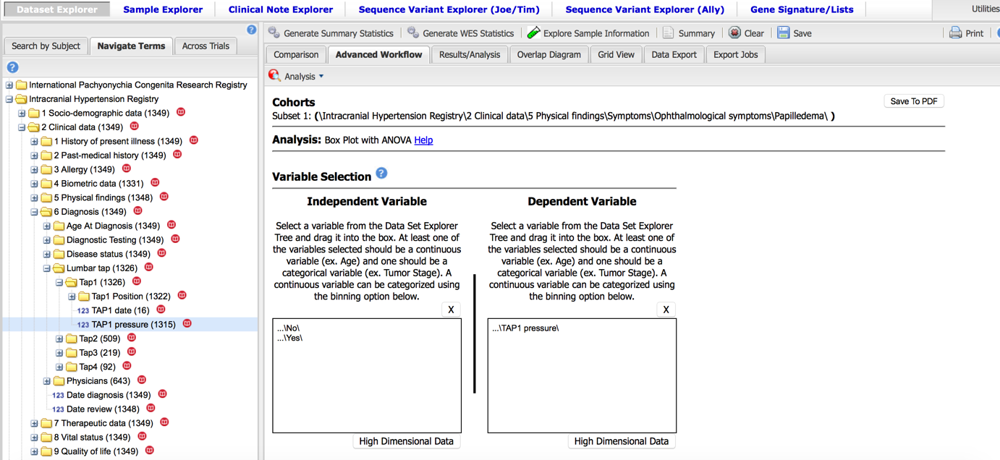 Dataset Explorer
Sample Explorer
Clinical Note Explorer
Sequence Variant Explorer (Joe/Tim)
Sequence Variant Explorer (Ally)
Gene Signature/Lists
Utilities
Search by Subject
Navigate Terms
Across Trials
International Pachyonychia Congenita Research Registry
Intracranial Hypertension Registry
1 Socio-demographic data (1349)
2 Clinical data (1349)
1 History of present illness (1349)
2 Past-medical history (1349)
3 Allergy (1349)
4 Biometric data (1331)
5 Physical findings (1348)
6 Diagnosis (1349)
Age At Diagnosis (1349)
Diagnostic Testing (1349)
Disease status (1349)
Lumbar tap (1326)
Tap1 (1326)
Tap1 Position (1322)
123 TAP1 date (16)
123 TAP1 pressure (1315)
Tap2 (509)
Tap3 (219)
Tap4 (92)
Physicians (643)
123 Date diagnosis (1349)
123 Date review (1348)
7 Therapeutic data (1349)
8 Vital status (1349)
9 Quality of life (1349)
Generate Summary Statistics
Generate WES Statistics
Explore Sample Information
Summary
Clear
Save
Print
Comparison
Advanced Workflow
Results/Analysis
Overlap Diagram
Grid View
Data Export
Export Jobs
Analysis
Cohorts
Save To PDF
Subset 1: (\Intracranial Hypertension Registry\2 Clinical data\5 Physical findings\Symptoms\Ophthalmological symptoms\Papilledema\ )
Analysis: Box Plot with ANOVA Help
Variable Selection
Independent Variable
Select a variable from the Data Set Explorer
Tree and drag it into the box. At least one of
the variables selected should be a continuous
variable (ex. Age) and one should be a
categorical variable (ex. Tumor Stage). A
continuous variable can be categorized using
the binning option below.
X
...\No\
...\Yes\
High Dimensional Data
Dependent Variable
Select a variable from the Data Set Explorer
Tree and drag it into the box. At least one of
the variables selected should be a continuous
variable (ex. Age) and one should be a
categorical variable (ex. Tumor Stage). A
continuous variable can be categorized using
the binning option below.
X
...\TAP1 pressure\
High Dimensional Data